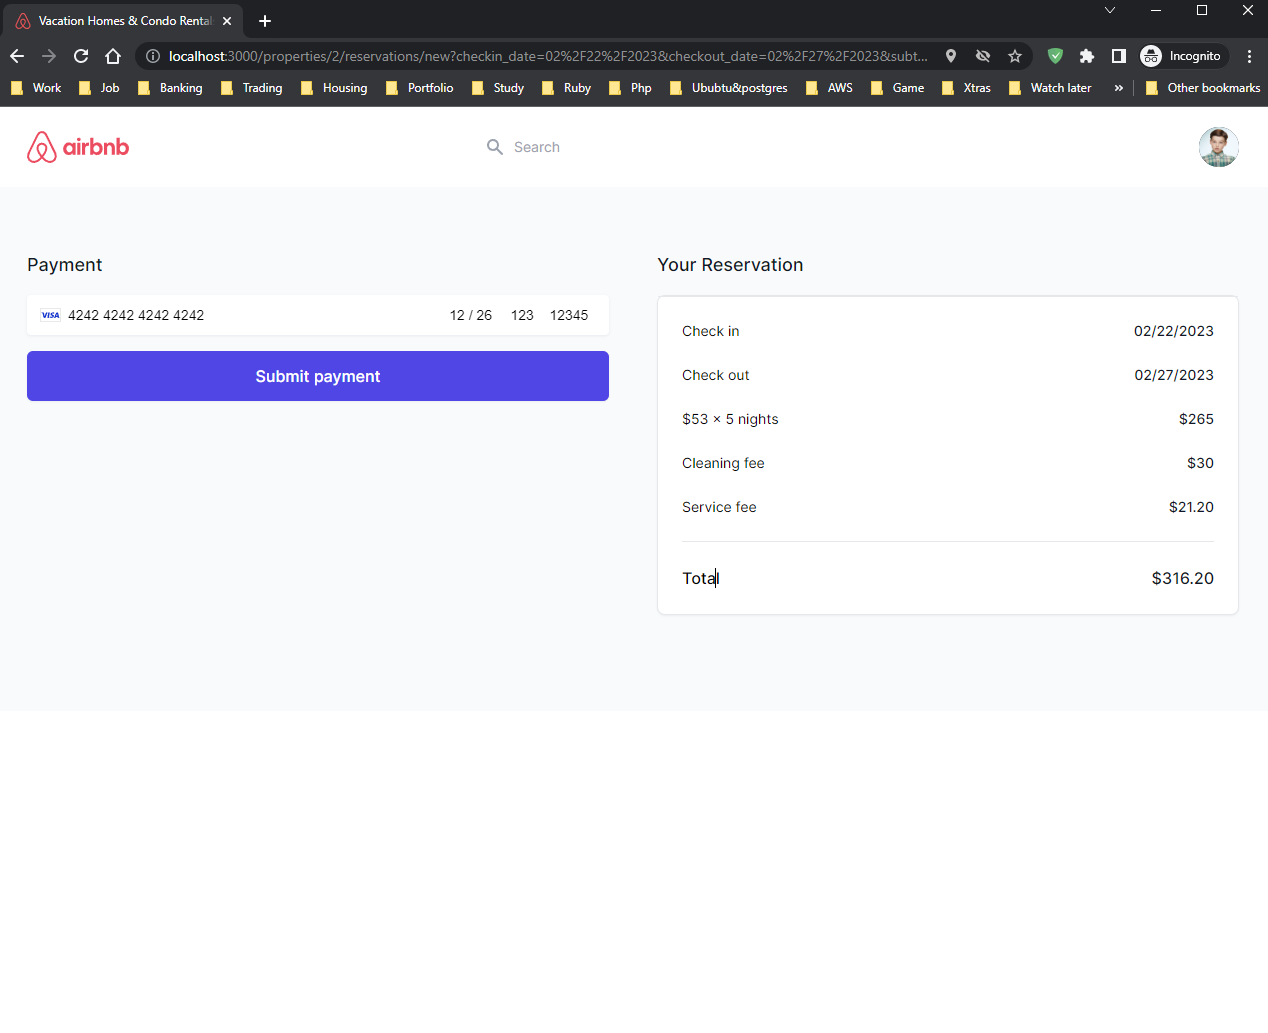 Vacation Homes & Condo Rental
localhost:3000/properties/2/reservations/new?checkin_date=02%2F22%2F2023&checkout_date=02%2F27%2F2023&subt... Incognito
Work Job Banking Trading Housing Portfolio Study Ruby Php Ububtu&postgres AWS Game Xtras Watch later » Other bookmarks
airbnb Search
Payment
VISA 4242 4242 4242 4242 12 / 26 123 12345
Submit payment
Your Reservation
Check in 02/22/2023
Check out 02/27/2023
$53 × 5 nights $265
Cleaning fee $30
Service fee $21.20
Total $316.20